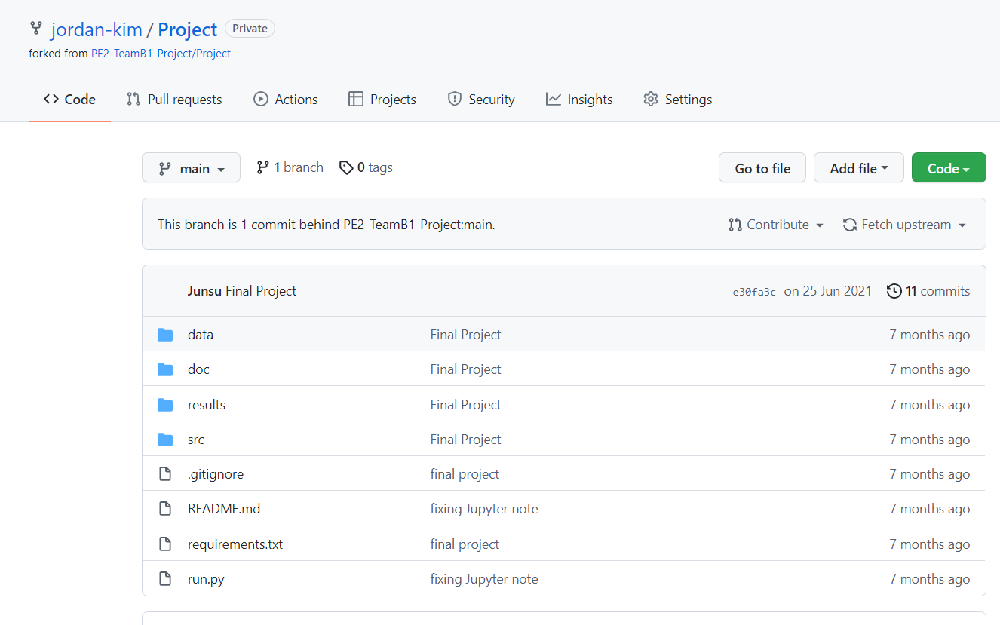 jordan-kim / Project Private
forked from PE2-TeamB1-Project/Project
Code Pull requests Actions Projects Security Insights Settings
main 1 branch 0 tags Go to file Add file Code
This branch is 1 commit behind PE2-TeamB1-Project:main. Contribute Fetch upstream
Junsu Final Project e30fa3c on 25 Jun 2021 11 commits
data Final Project 7 months ago
doc Final Project 7 months ago
results Final Project 7 months ago
src Final Project 7 months ago
.gitignore final project 7 months ago
README.md fixing Jupyter note 7 months ago
requirements.txt final project 7 months ago
run.py fixing Jupyter note 7 months ago